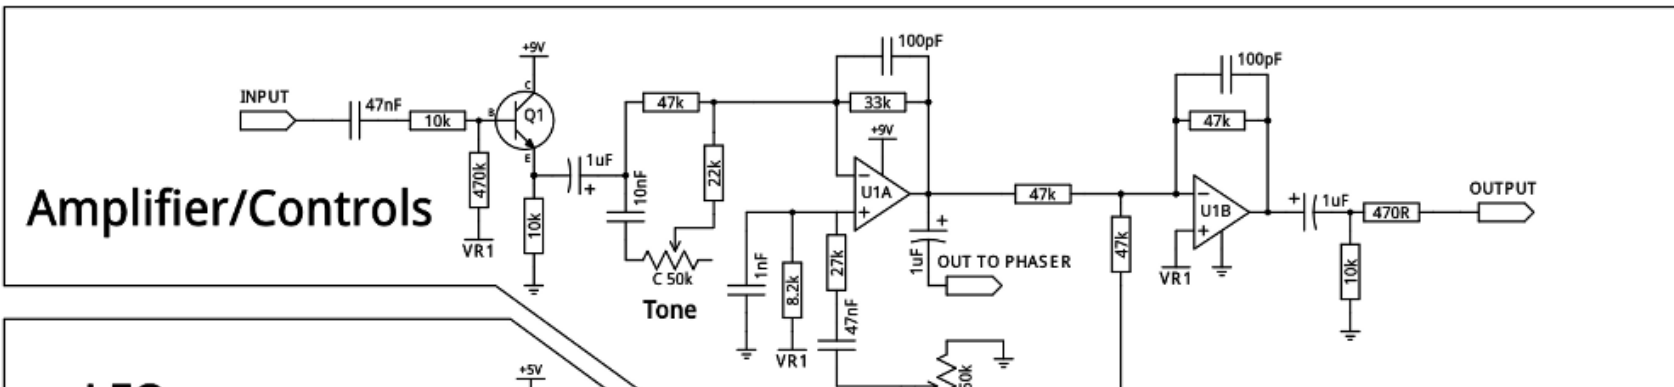 +9V
C
INPUT
47nF
10k
B
Q1
E
1uF
+
470k
10k
VR1
Amplifier/Controls
47k
10nF
22k
C 50k
Tone
100pF
33k
+9V
−
U1A
+
1nF
8.2k
27k
VR1
47nF
+
1uF
OUT TO PHASER
47k
47k
100pF
47k
−
U1B
+
VR1
+
1uF
470R
OUTPUT
10k
+5V